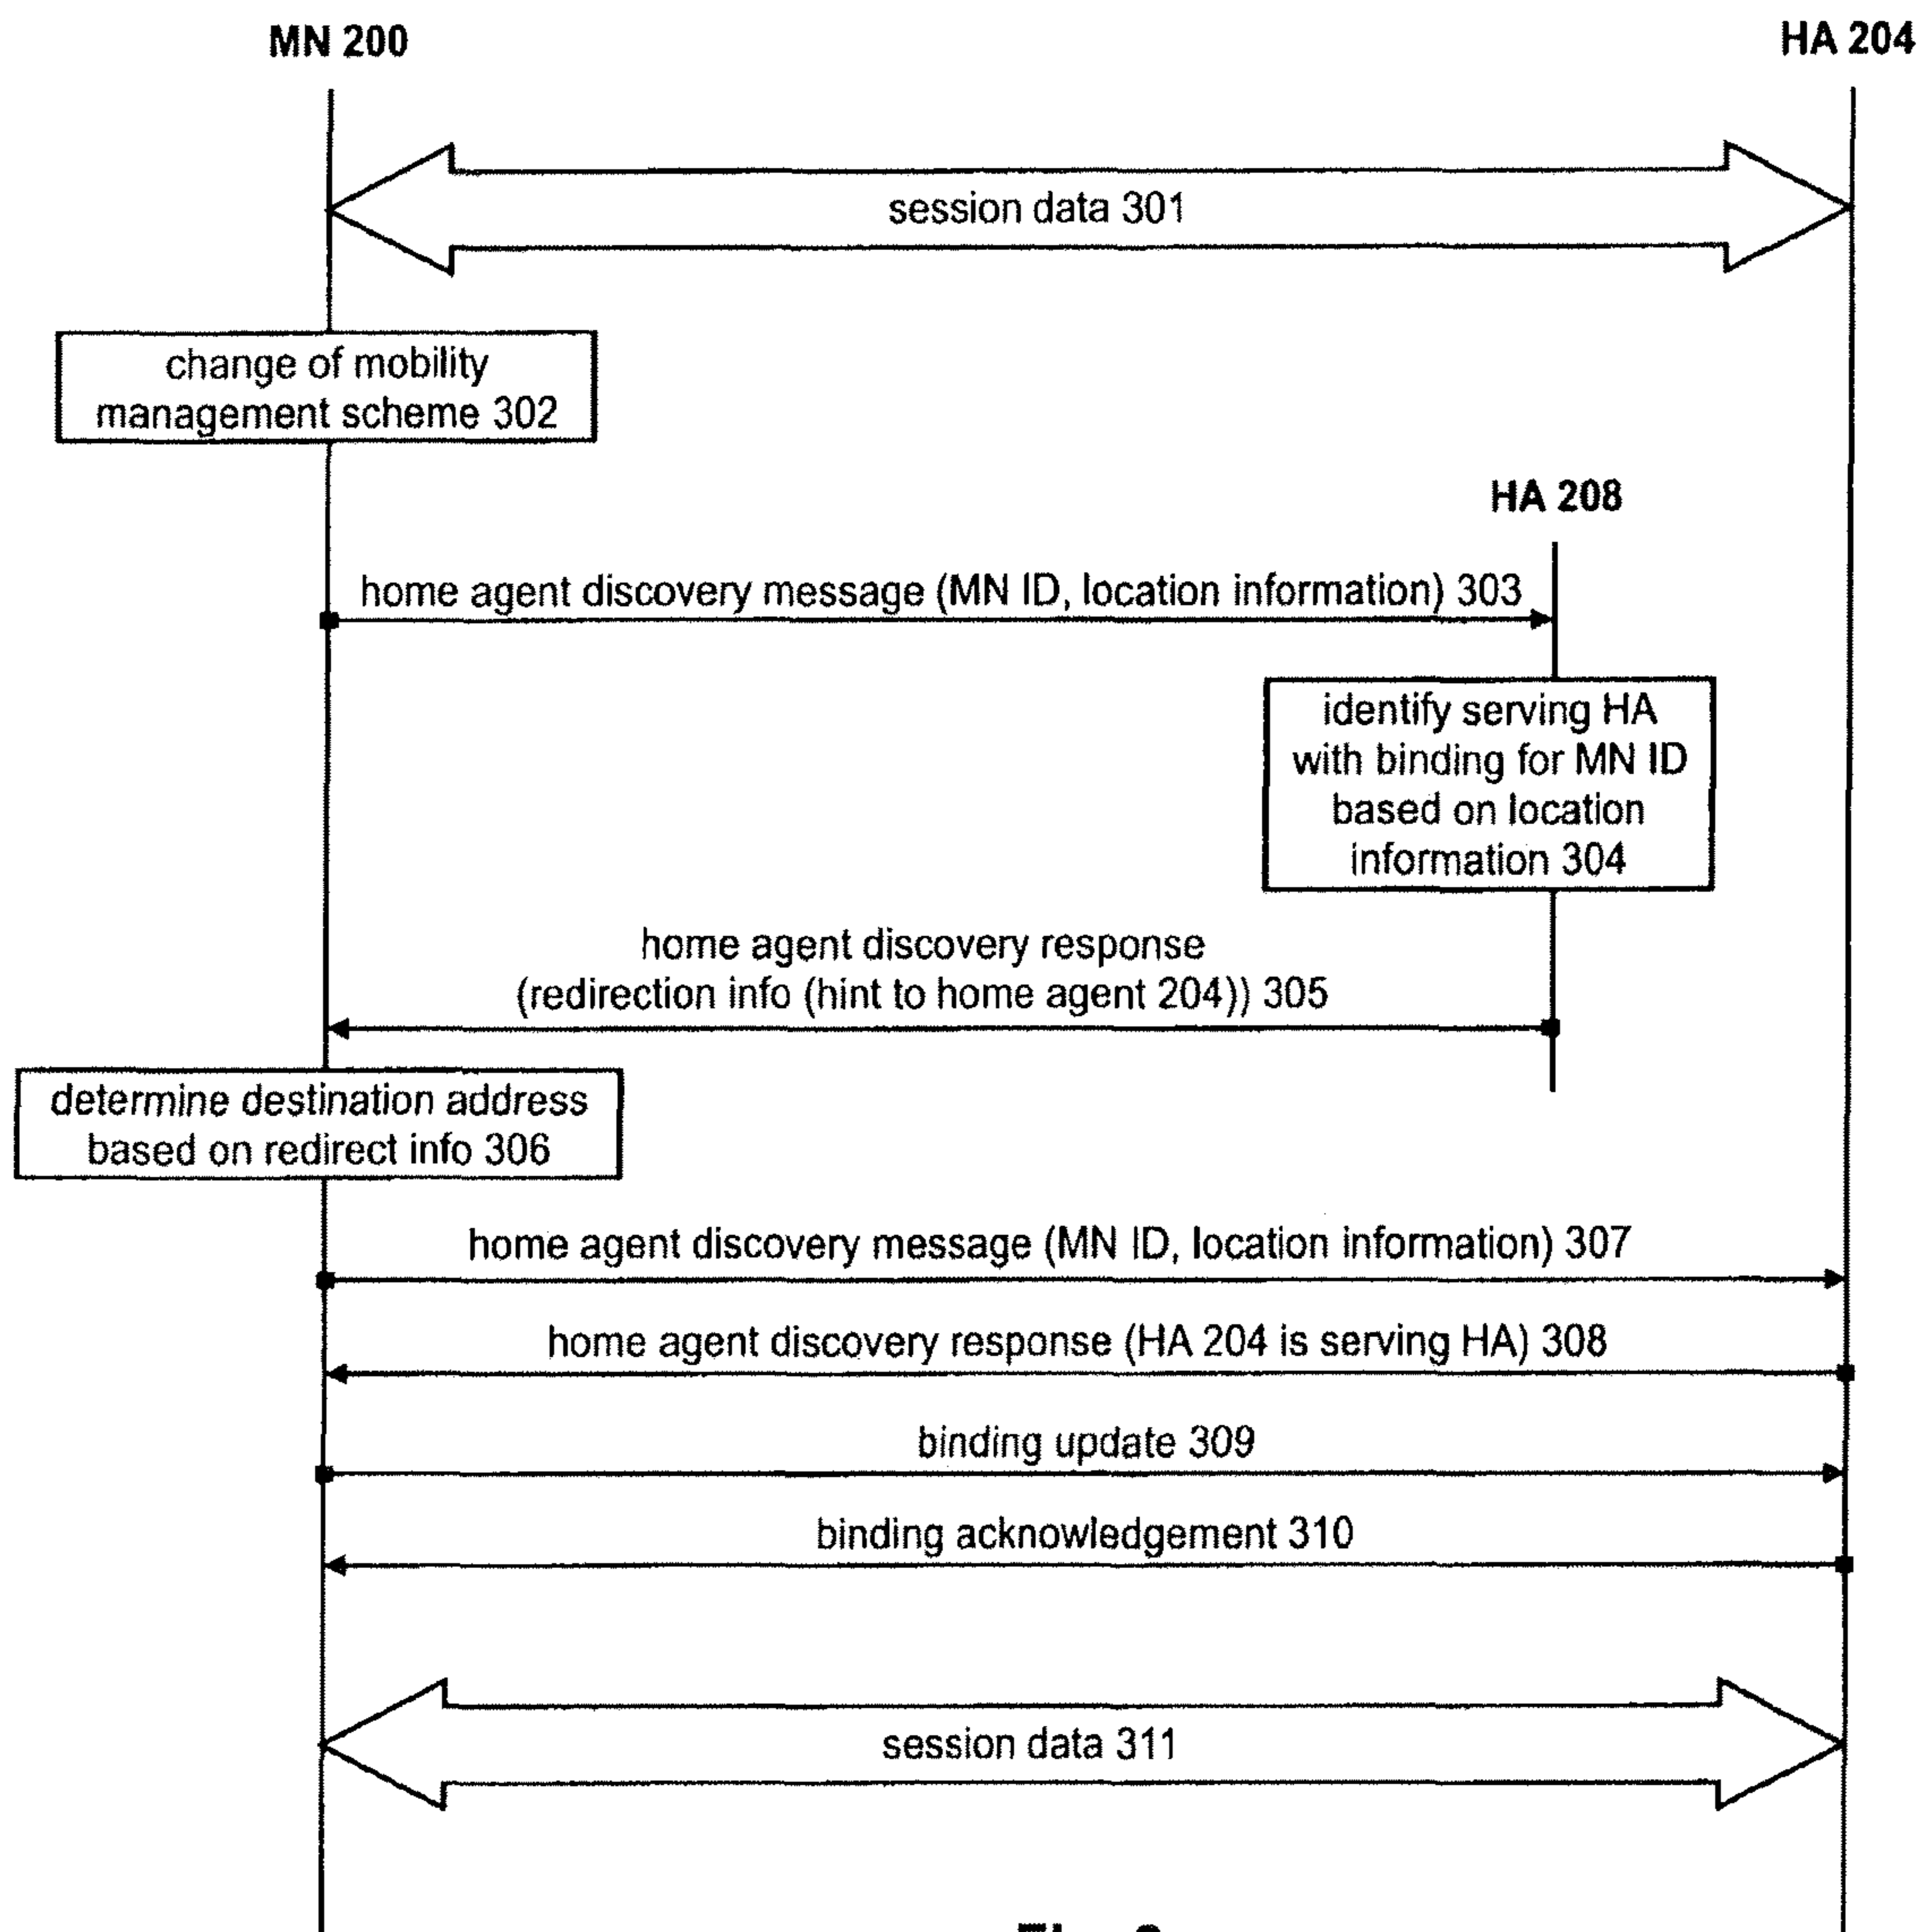 MN 200
HA 204
session data 301
change of mobility
management scheme 302
HA 208
home agent discovery message (MN ID, location information) 303
identify serving HA
with binding for MN ID
based on location
information 304
home agent discovery response
(redirection info (hint to home agent 204)) 305
determine destination address
based on redirect info 306
home agent discovery message (MN ID, location information) 307
home agent discovery response (HA 204 is serving HA) 308
binding update 309
binding acknowledgement 310
session data 311